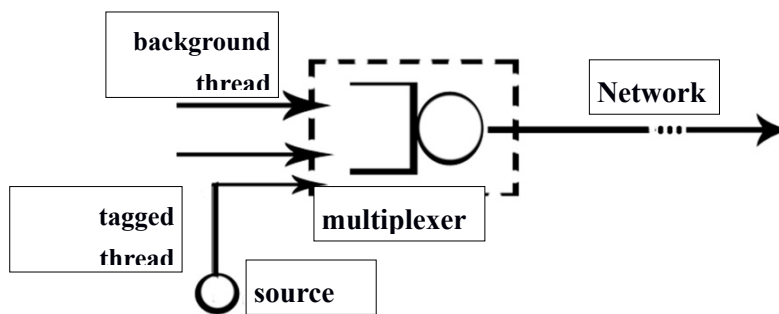 background
thread
Network
multiplexer
tagged
thread
source